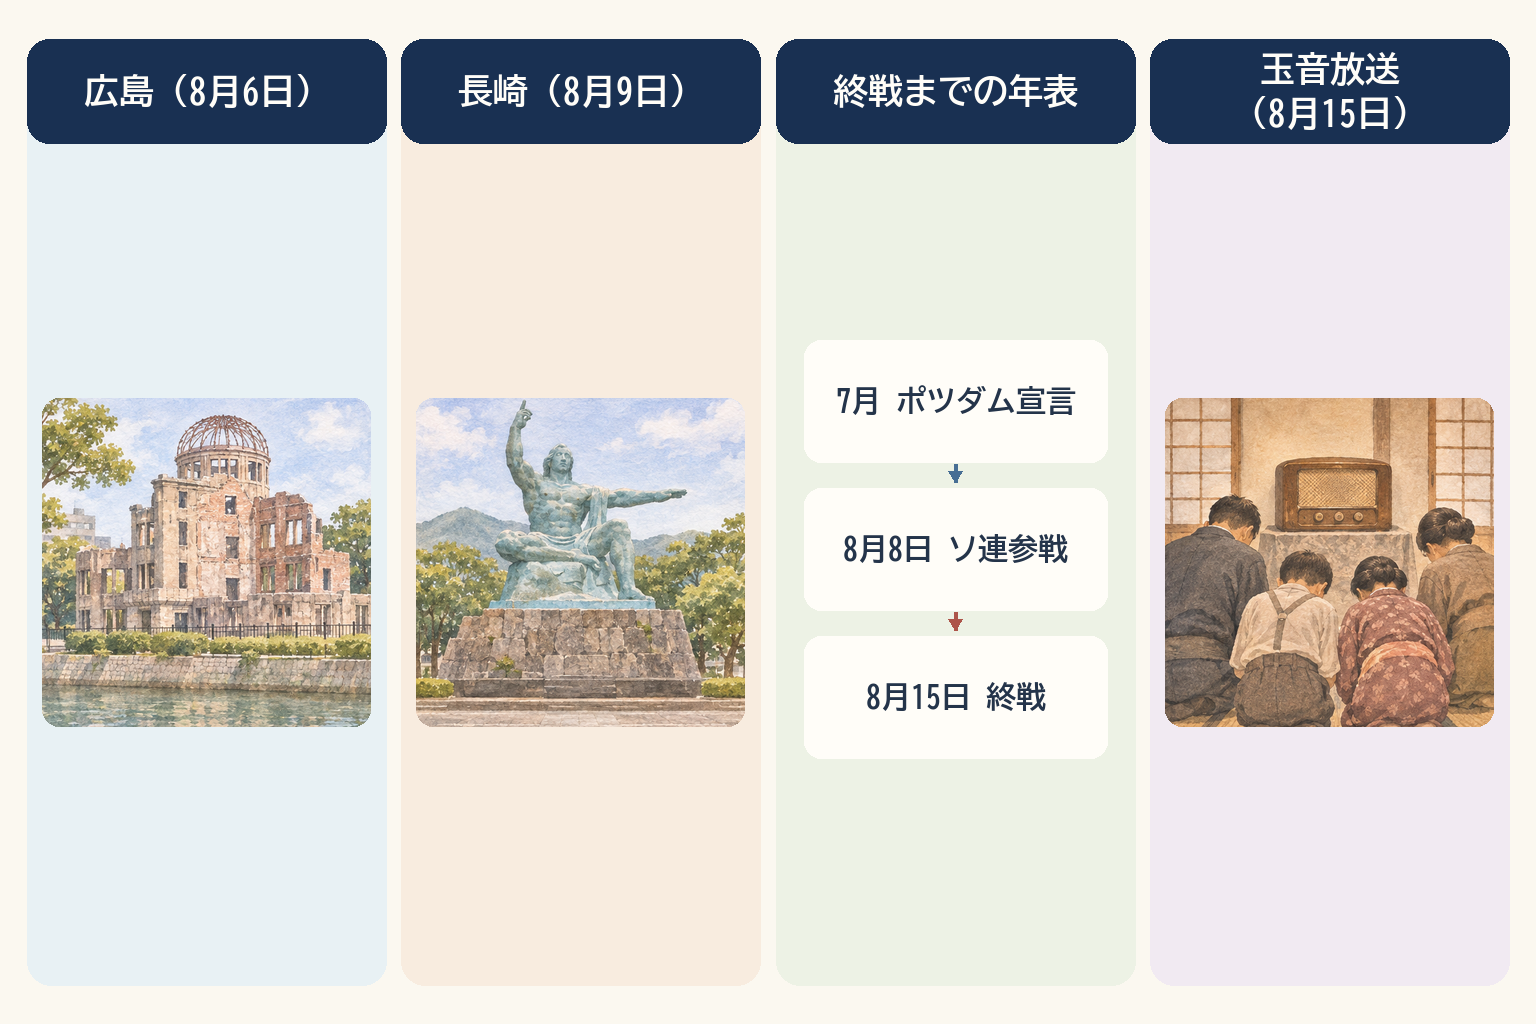 広島（8月6日）
長崎（8月9日）
終戦までの年表
7月 ポツダム宣言
8月8日 ソ連参戦
8月15日 終戦
玉音放送
（8月15日）